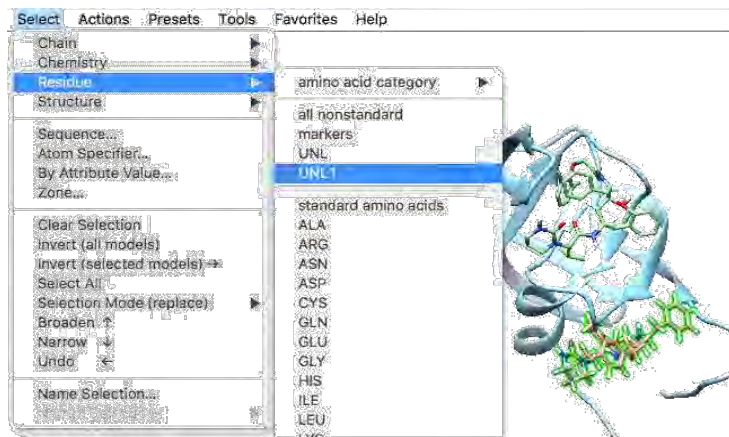 Select Actions Presets Tools Favorites Help
Chain
Chemistry
Residue
Structure
Sequence...
Atom Specifier...
By Attribute Value...
Zone...
Clear Selection
Invert (all models)
Invert (selected models) →
Select All
Selection Mode (replace)
Broaden ↑
Narrow ↓
Undo ←
Name Selection...
amino acid category
all nonstandard
markers
UNL
UNL1
standard amino acids
ALA
ARG
ASN
ASP
CYS
GLN
GLU
GLY
HIS
ILE
LEU